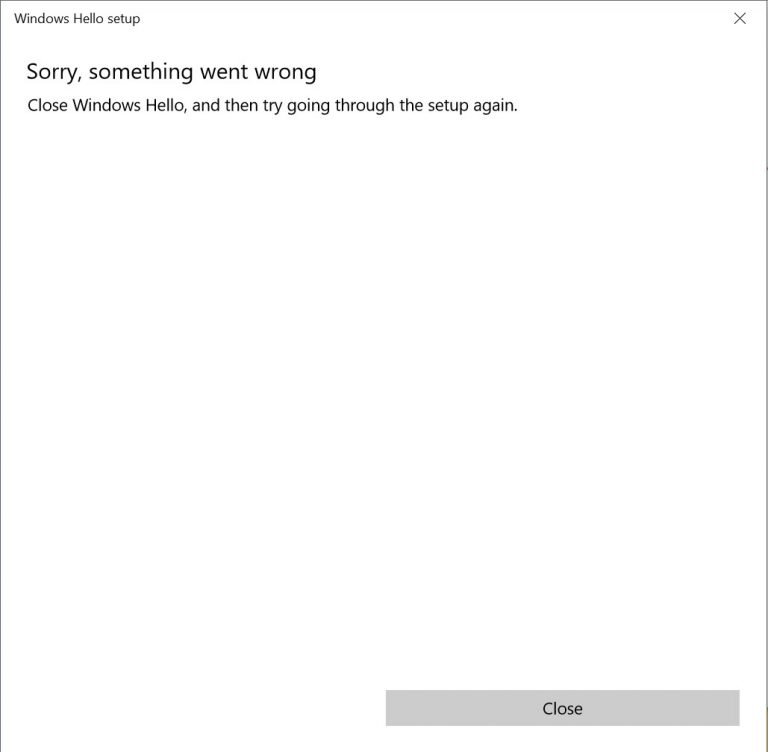 Windows Hello setup
Sorry, something went wrong
Close Windows Hello, and then try going through the setup again.
Close